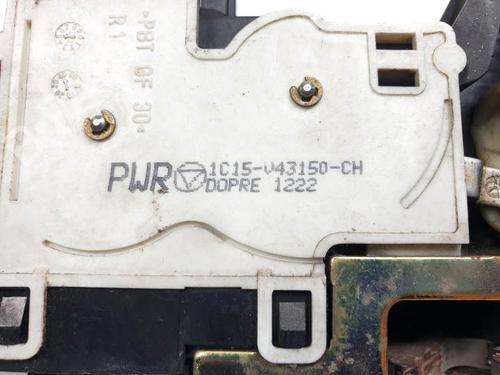 >PBT GF 30<
R1
PWR 1C15-V43150-CH
DOPRE 1222